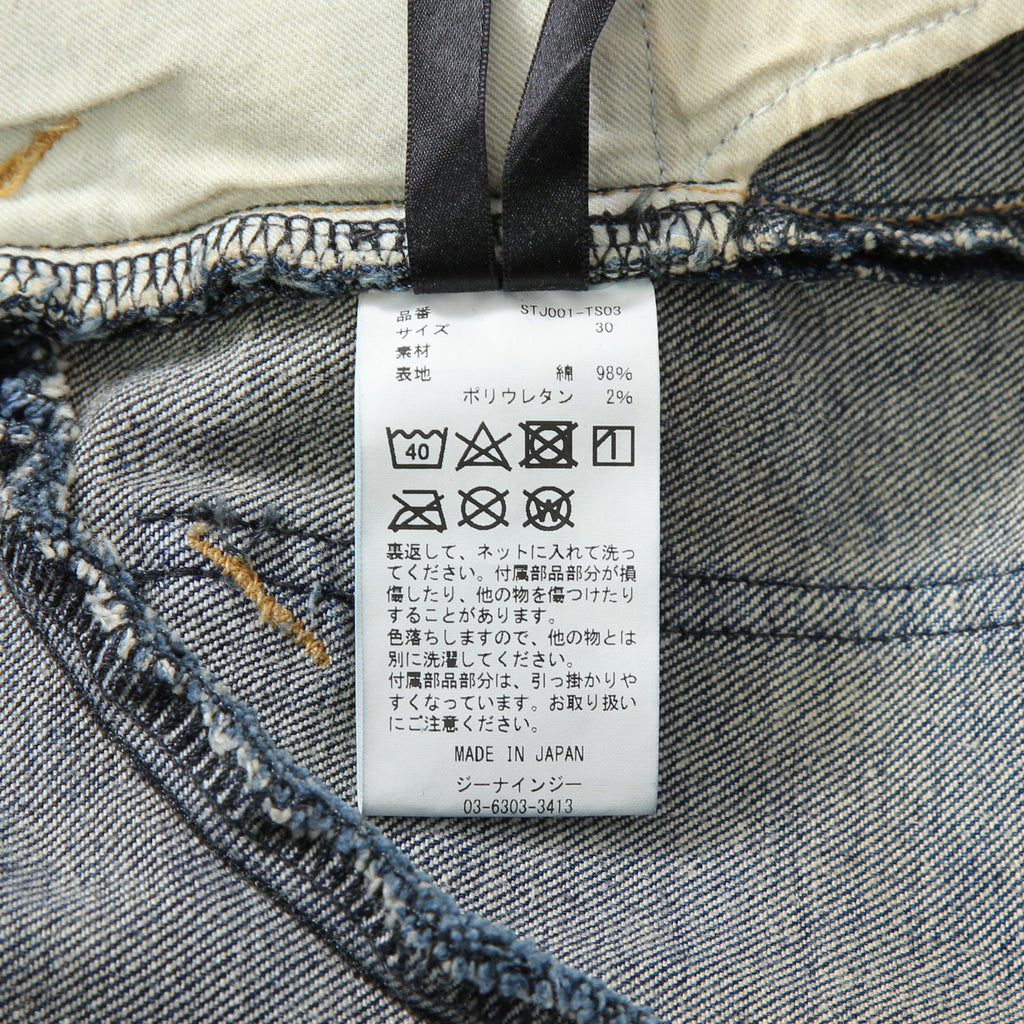 品番 STJ001-TS03
サイズ 30
素材
表地 綿 98%
ポリウレタン 2%
40
1
W
裏返して、ネットに入れて洗っ
てください。付属部品部分が損
傷したり、他の物を傷つけたり
することがあります。
色落ちしますので、他の物とは
別に洗濯してください。
付属部品部分は、引っ掛かりや
すくなっています。お取り扱い
にご注意ください。
MADE IN JAPAN
ジーナインジー
03-6303-3413